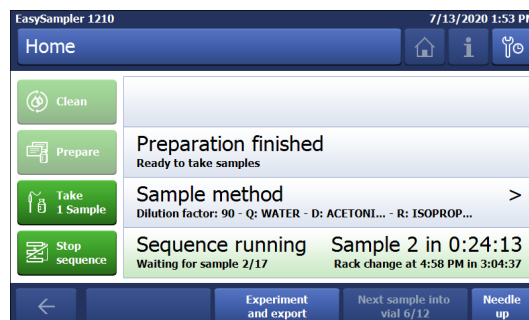 EasySampler 1210 7/13/2020 1:53 PM
Home
Clean
Prepare
Preparation finished
Ready to take samples
Take
1 Sample
Sample method >
Dilution factor: 90 - Q: WATER - D: ACETONI... - R: ISOPROP...
Stop
sequence
Sequence running Sample 2 in 0:24:13
Waiting for sample 2/17 Rack change at 4:58 PM in 3:04:37
Experiment
and export
Next sample into
vial 6/12
Needle
up